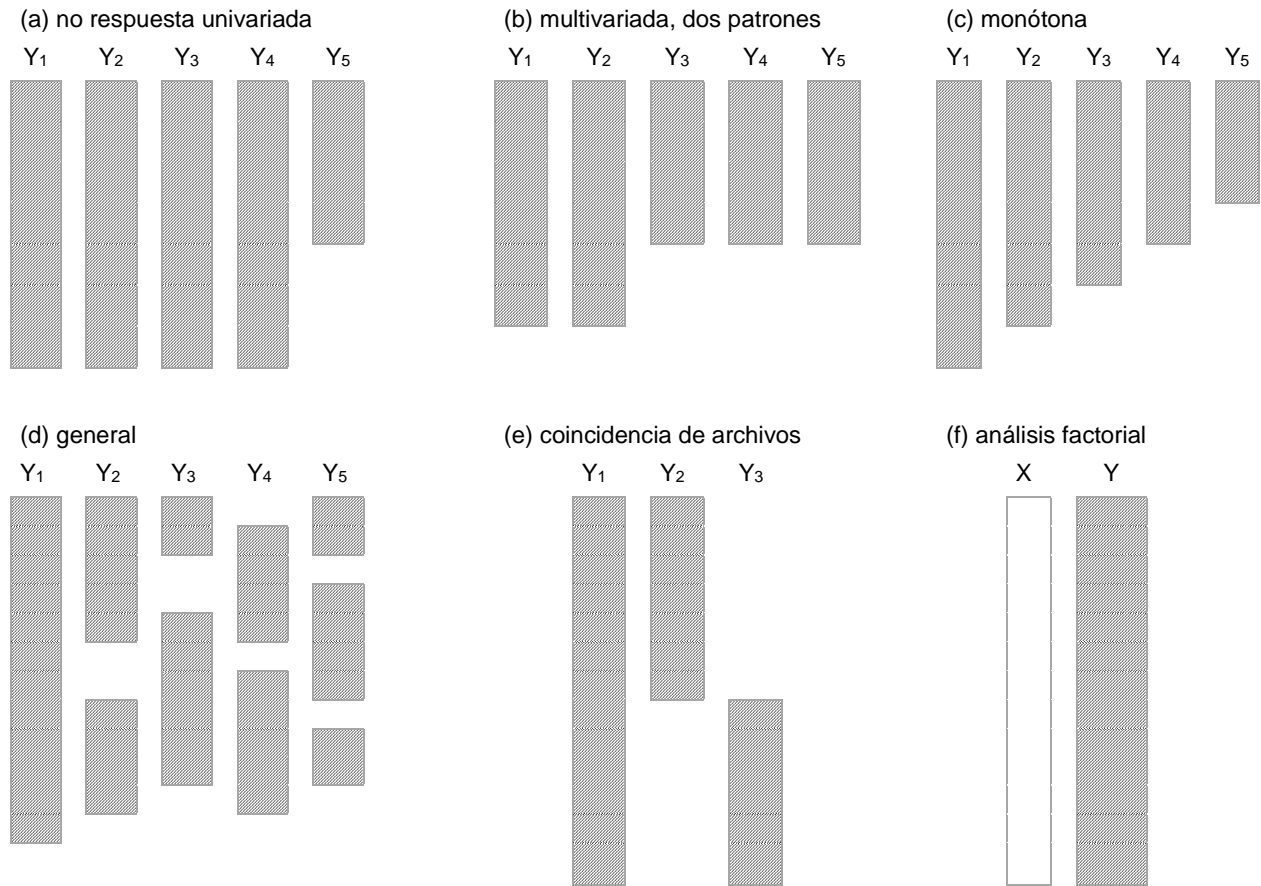 (a) no respuesta univariada
Y1 Y2 Y3 Y4 Y5
(b) multivariada, dos patrones
Y1 Y2 Y3 Y4 Y5
(c) monótona
Y1 Y2 Y3 Y4 Y5
(d) general
Y1 Y2 Y3 Y4 Y5
(e) coincidencia de archivos
Y1 Y2 Y3
(f) análisis factorial
X Y